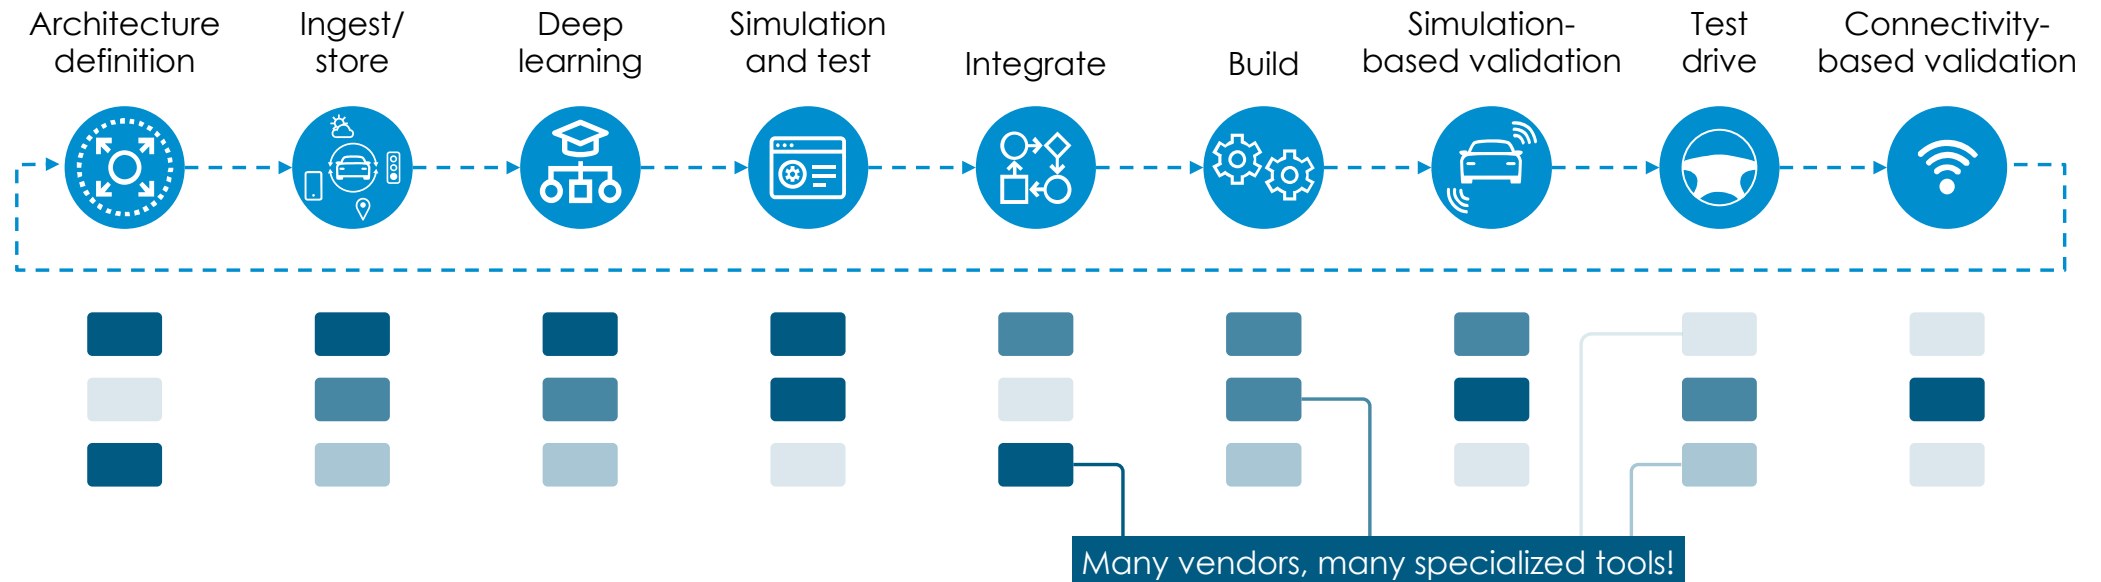 Architecture
definition
Ingest/
store
Deep
learning
Simulation
and test
Integrate
Build
Simulation-
based validation
Test
drive
Connectivity-
based validation
Many vendors, many specialized tools!